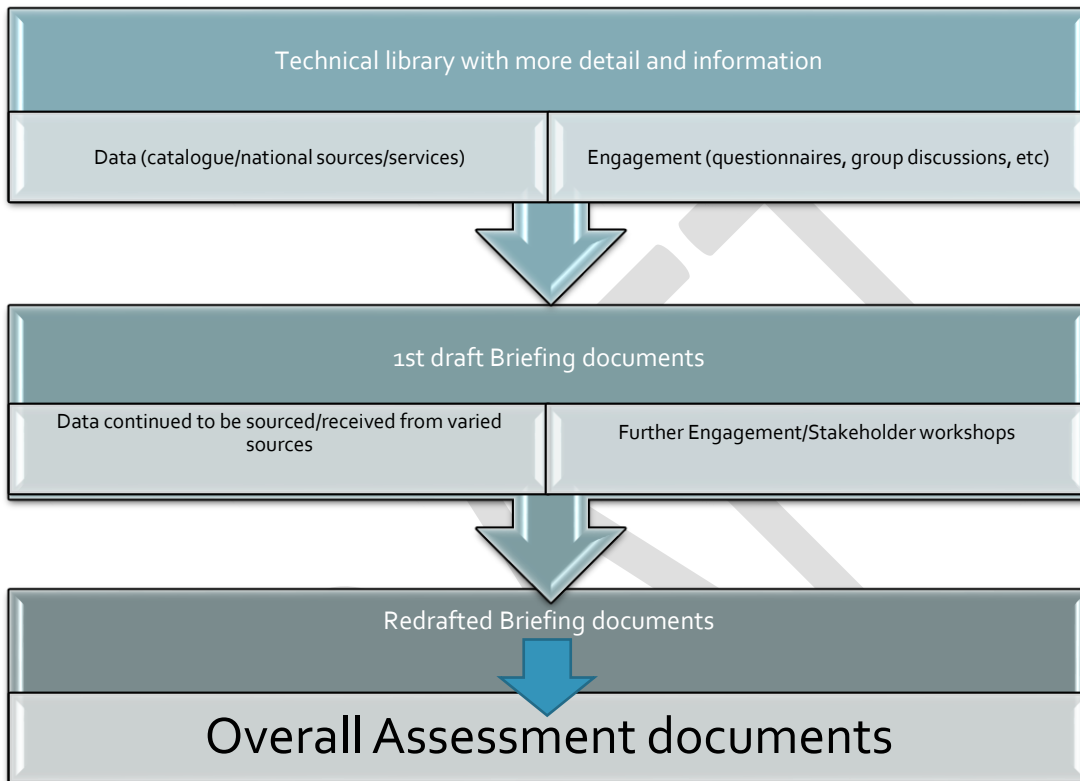 Technical library with more detail and information
Data (catalogue/national sources/services)
Engagement (questionnaires, group discussions, etc)
1st draft Briefing documents
Data continued to be sourced/received from varied
sources
Further Engagement/Stakeholder workshops
Redrafted Briefing documents
Overall Assessment documents